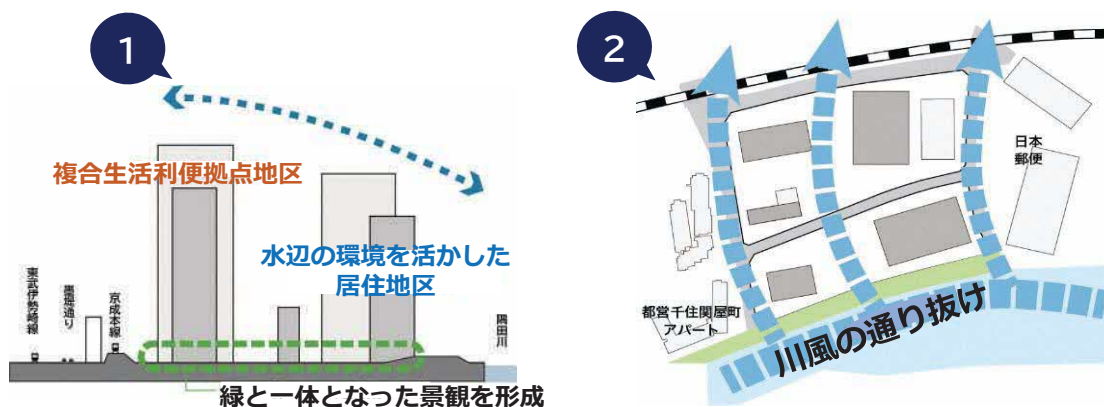 1
複合生活利便拠点地区
水辺の環境を活かした
居住地区
東武伊勢崎線
墨堤通り
京成本線
隅田川
緑と一体となった景観を形成
2
日本
郵便
都営千住関屋町
アパート
川風の通り抜け